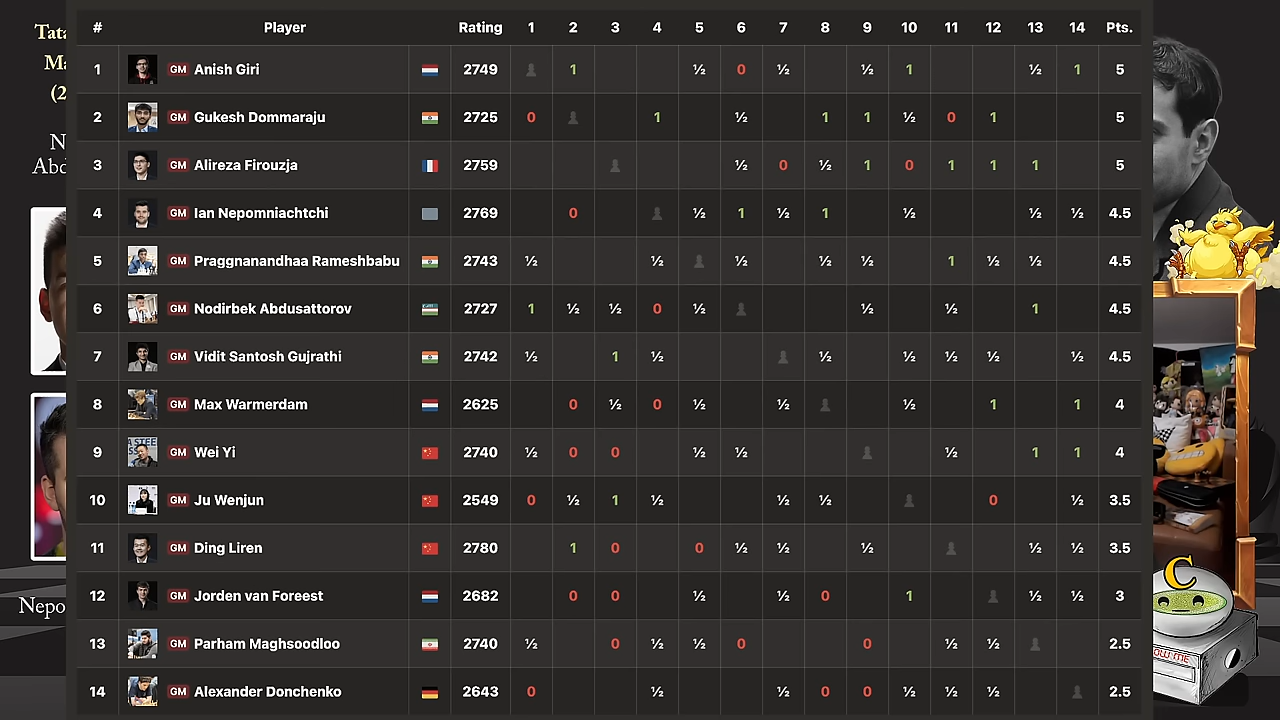 Tata
Ma
(2
N
Abd
Nepo
# Player Rating 1 2 3 4 5 6 7 8 9 10 11 12 13 14 Pts.
1 GM Anish Giri 2749 1 ½ 0 ½ ½ 1 ½ 1 5
2 GM Gukesh Dommaraju 2725 0 1 ½ 1 1 ½ 0 1 5
3 GM Alireza Firouzja 2759 ½ 0 ½ 1 0 1 1 1 5
4 GM Ian Nepomniachtchi 2769 0 ½ 1 ½ 1 ½ ½ ½ 4.5
5 GM Praggnanandhaa Rameshbabu 2743 ½ ½ ½ ½ ½ 1 ½ ½ 4.5
6 GM Nodirbek Abdusattorov 2727 1 ½ ½ 0 ½ ½ ½ 1 4.5
7 GM Vidit Santosh Gujrathi 2742 ½ 1 ½ ½ ½ ½ ½ ½ 4.5
8 GM Max Warmerdam 2625 0 ½ 0 ½ ½ ½ 1 1 4
9 GM Wei Yi 2740 ½ 0 0 ½ ½ ½ 1 1 4
10 GM Ju Wenjun 2549 0 ½ 1 ½ ½ ½ 0 ½ 3.5
11 GM Ding Liren 2780 1 0 0 ½ ½ ½ ½ ½ 3.5
12 GM Jorden van Foreest 2682 0 0 ½ ½ 0 1 ½ ½ 3
13 GM Parham Maghsoodloo 2740 ½ 0 ½ ½ 0 0 ½ ½ 2.5
14 GM Alexander Donchenko 2643 0 ½ ½ 0 0 ½ ½ ½ 2.5
C